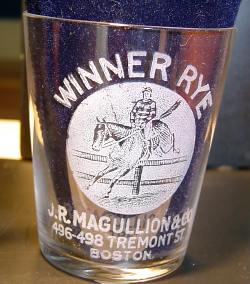 WINNER RYE
J.R. MAGULLION & CO.
496-498 TREMONT ST.
BOSTON.